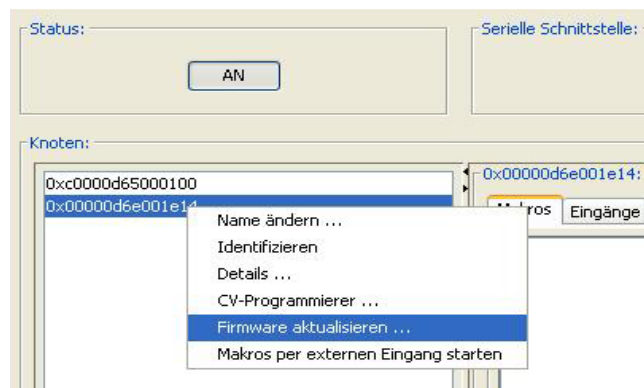 Status:
Serielle Schnittstelle:
AN
Knoten:
0xc0000d65000100
0x00000d6e001e14
0x00000d6e001e14:
Eingänge
Name ändern ...
Identifizieren
Details ...
CV-Programmierer ...
Firmware aktualisieren ...
Makros per externen Eingang starten